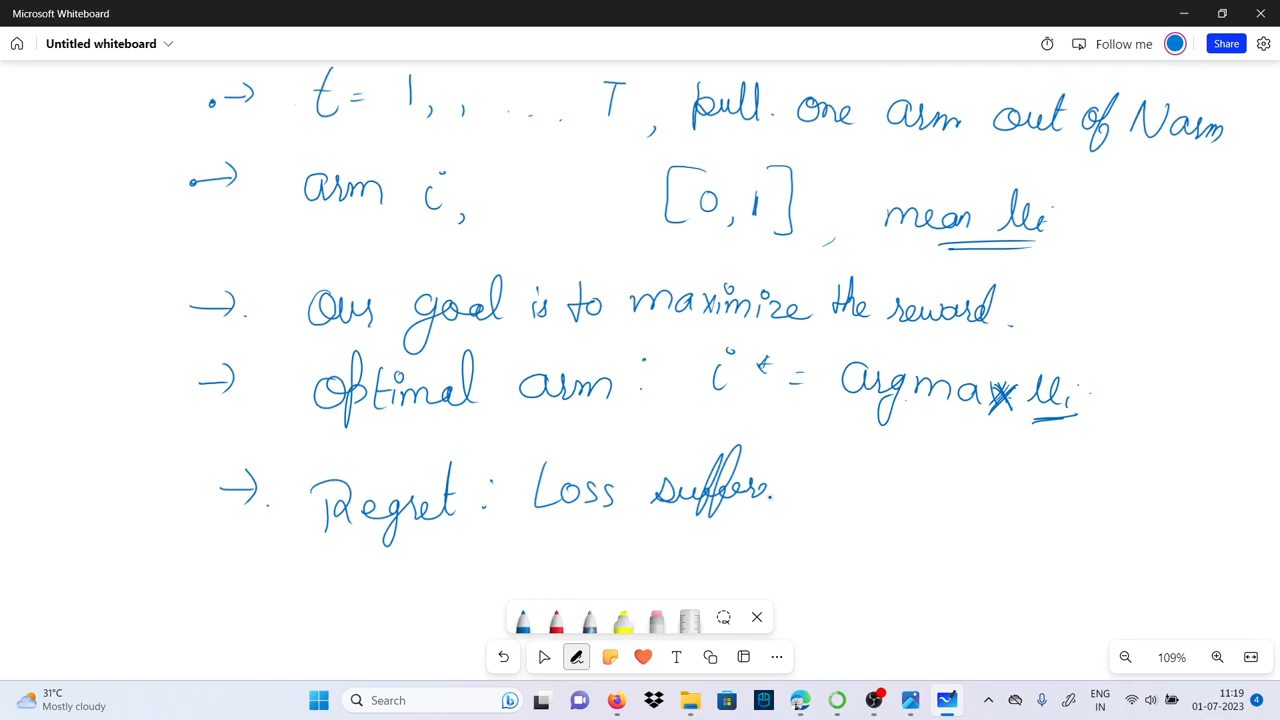 Microsoft Whiteboard
Untitled whiteboard
Follow me
Share
→ t = 1, , .... T, pull. one arm out of N arm
→ arm i, [0, 1], mean μi
→ Our goal is to maximize the reward.
→ Optimal arm : i* = argmax μi
→ Regret : Loss suffer.
109%
31°C
Mostly cloudy
Search
ENG
IN
11:19
01-07-2023
4